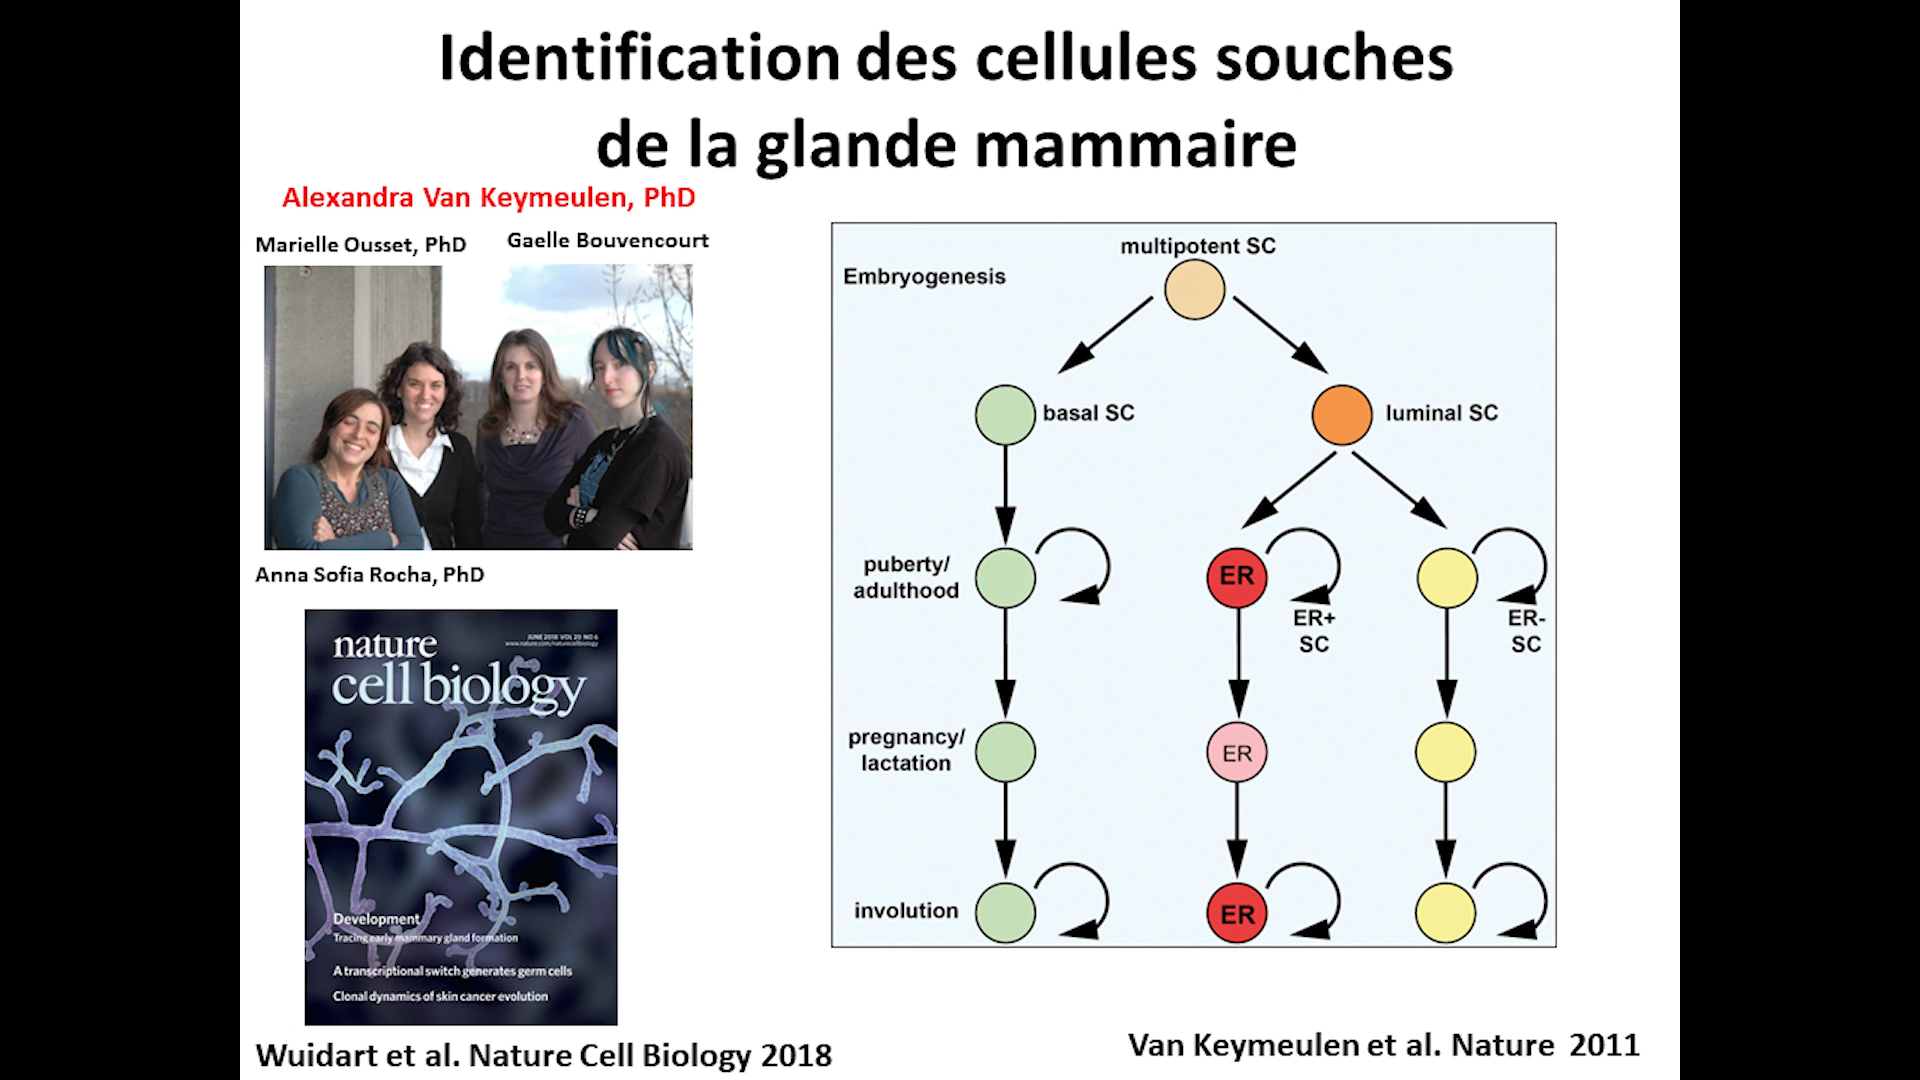 Identification des cellules souches
de la glande mammaire
Alexandra Van Keymeulen, PhD
Marielle Ousset, PhD
Gaelle Bouvencourt
Anna Sofia Rocha, PhD
JUNE 2018 VOL 20 NO 6
www.nature.com/naturecellbiology
nature
cell biology
Development
Tracing early mammary gland formation
A transcriptional switch generates germ cells
Clonal dynamics of skin cancer evolution
Wuidart et al. Nature Cell Biology 2018
multipotent SC
Embryogenesis
basal SC
luminal SC
puberty/
adulthood
ER
ER+
SC
ER-
SC
pregnancy/
lactation
ER
involution
ER
Van Keymeulen et al. Nature 2011